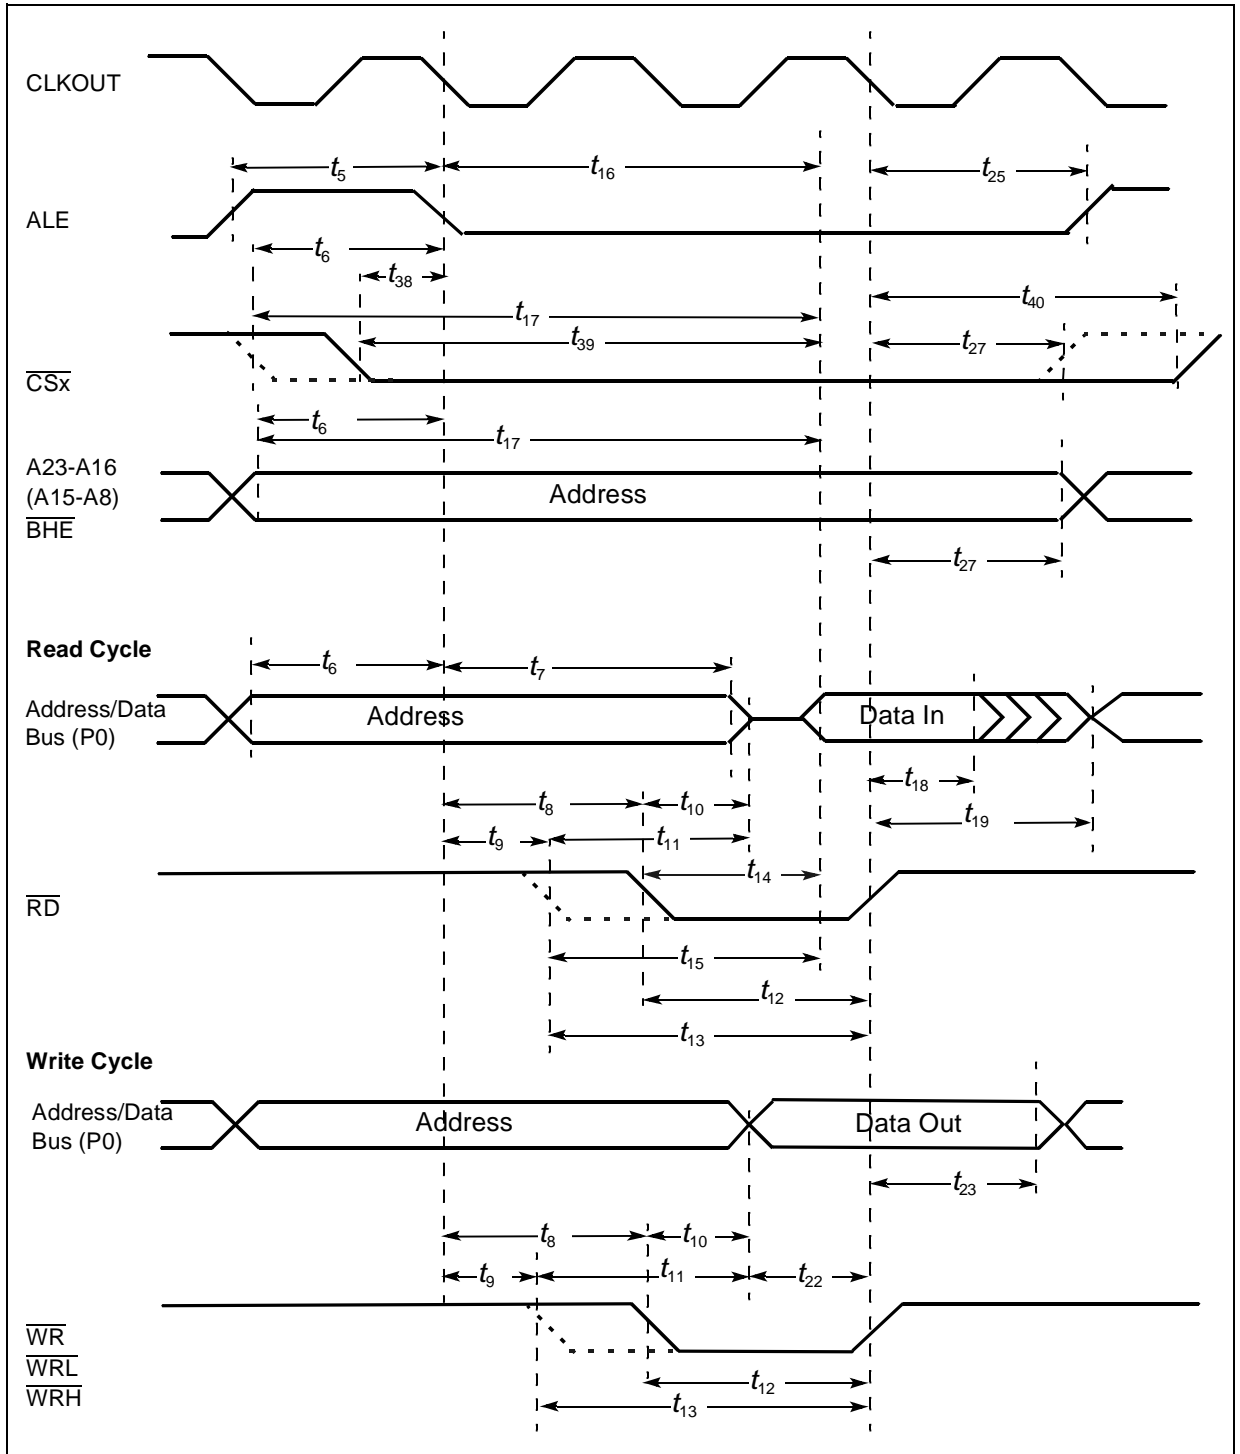 CLKOUT
t5 t16 t25
ALE
t6
t38
t40
t17
t39 t27
CSx
t6
t17
A23-A16
(A15-A8) Address
BHE
t27
Read Cycle
t6 t7
Address/Data
Bus (P0)
Address Data In
t18
t8 t10
t19
t9 t11
t14
RD
t15
t12
t13
Write Cycle
Address/Data
Bus (P0)
Address Data Out
t23
t8 t10
t9 t11 t22
WR
WRL
WRH
t12
t13